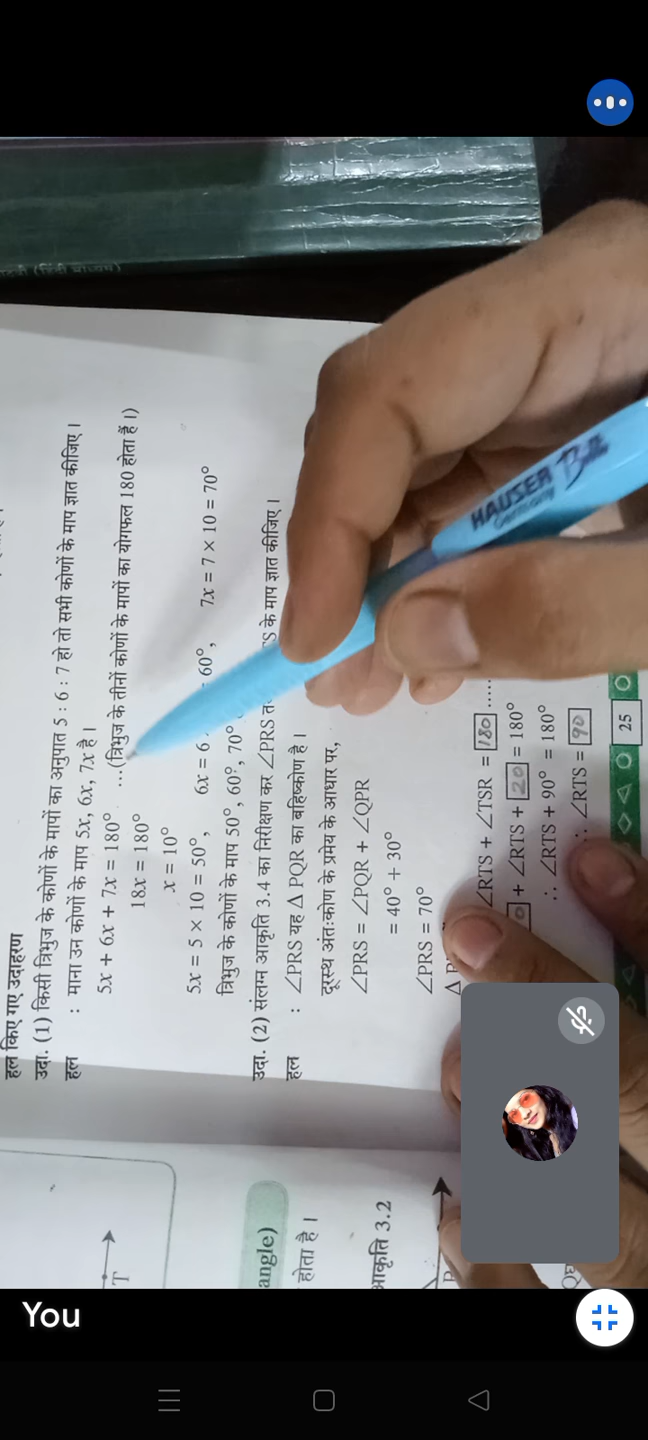 हल किए गए उदाहरण
उदा. (1) किसी त्रिभुज के कोणों के मापों का अनुपात 5 : 6 : 7 हो तो सभी कोणों के माप ज्ञात कीजिए।
हल : माना उन कोणों के माप 5x, 6x, 7x है।
5x + 6x + 7x = 180° ...(त्रिभुज के तीनों कोणों के मापों का योगफल 180 होता हैं।)
18x = 180°
x = 10°
5x = 5 × 10 = 50°, 6x = 6 60°, 7x = 7 × 10 = 70°
त्रिभुज के कोणों के माप 50°, 60°, 70°
उदा. (2) संलग्न आकृति 3.4 का निरीक्षण कर ∠PRS के माप ज्ञात कीजिए।
हल : ∠PRS यह Δ PQR का बहिष्कोण है।
दूरस्थ अंतःकोण के प्रमेय के आधार पर,
∠PRS = ∠PQR + ∠QPR
= 40° + 30°
∠PRS = 70°
∠RTS + ∠TSR = 180 .....
+ ∠RTS + 20 = 180°
∴ ∠RTS + 90° = 180°
∴ ∠RTS = 90
25
T
angle)
होता है।
आकृति 3.2
HAUSER
Germany
You